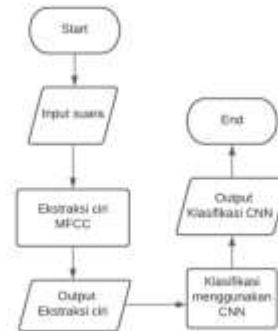 Start
Input suara
Ekstraksi ciri
MFCC
Output
Ekstraksi ciri
Klasifikasi
menggunakan
CNN
Output
Klasifikasi CNN
End